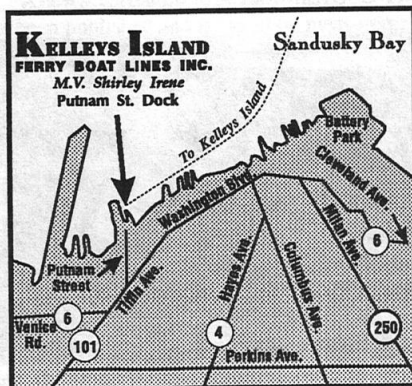 KELLEYS ISLAND
FERRY BOAT LINES INC.
M.V. Shirley Irene
Putnam St. Dock
Sandusky Bay
To Kelleys Island
Battery
Park
Cleveland Ave.
Washington Blvd.
Milan Ave.
6
Putnam
Street
Tiffin Ave.
Hayes Ave.
Columbus Ave.
6
Venice
Rd.
101
4
250
Perkins Ave.